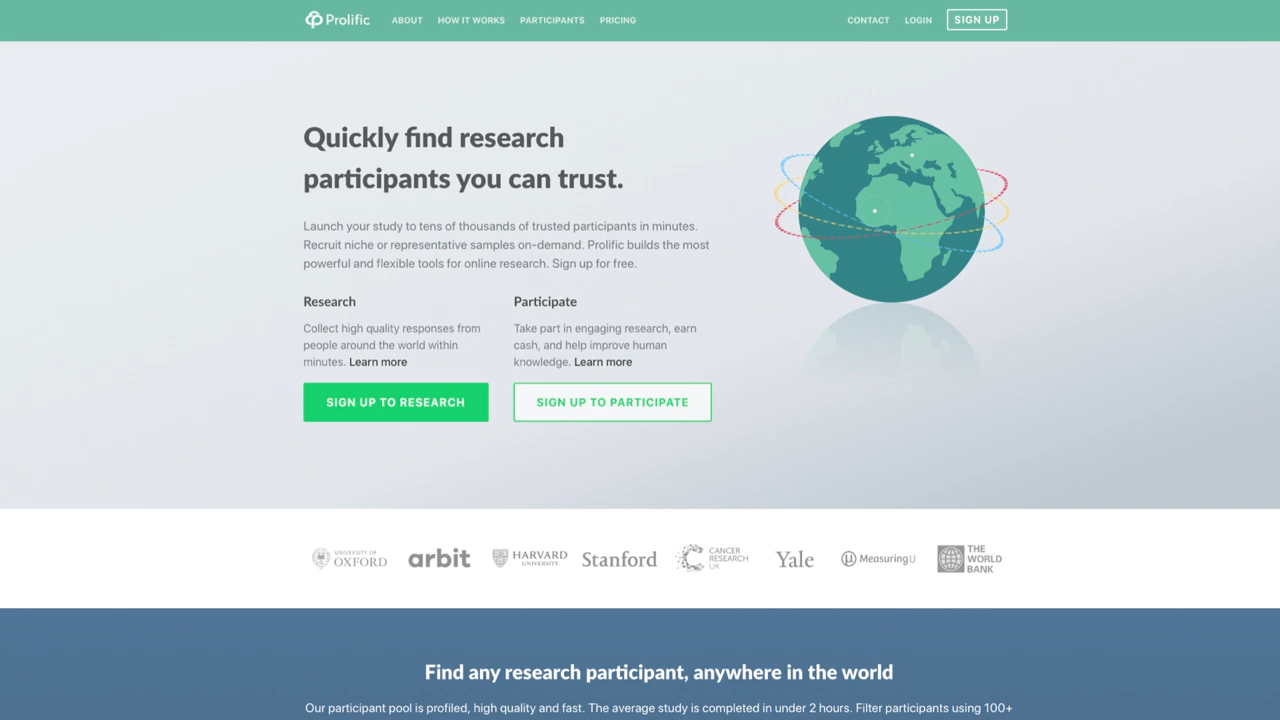 Prolific ABOUT HOW IT WORKS PARTICIPANTS PRICING CONTACT LOGIN SIGN UP
Quickly find research
participants you can trust.
Launch your study to tens of thousands of trusted participants in minutes.
Recruit niche or representative samples on-demand. Prolific builds the most
powerful and flexible tools for online research. Sign up for free.
Research
Collect high quality responses from
people around the world within
minutes. Learn more
SIGN UP TO RESEARCH
Participate
Take part in engaging research, earn
cash, and help improve human
knowledge. Learn more
SIGN UP TO PARTICIPATE
UNIVERSITY OF
OXFORD
arbit
HARVARD
UNIVERSITY
Stanford
CANCER
RESEARCH
UK
Yale
MeasuringU
THE
WORLD
BANK
Find any research participant, anywhere in the world
Our participant pool is profiled, high quality and fast. The average study is completed in under 2 hours. Filter participants using 100+